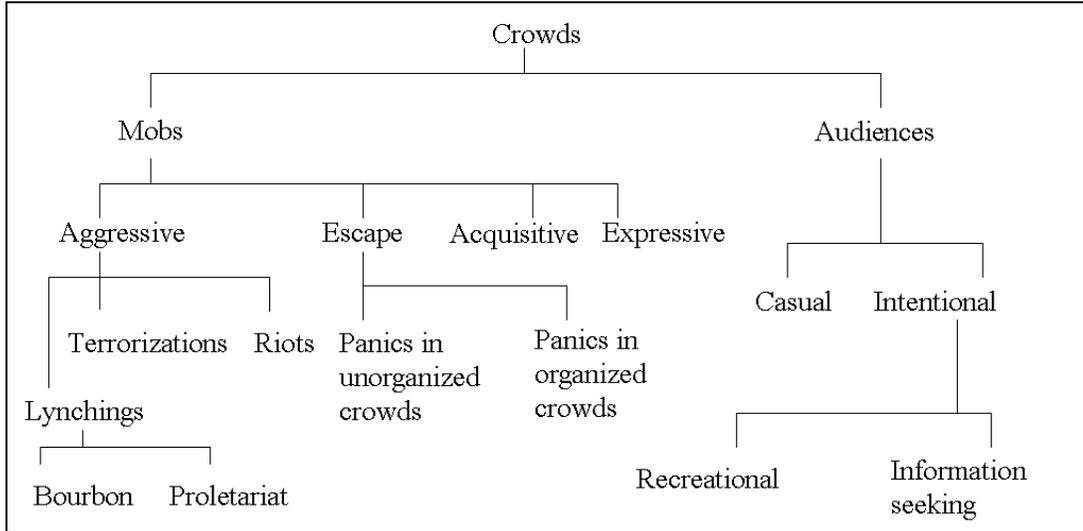 Crowds
Mobs
Audiences
Aggressive
Escape
Acquisitive
Expressive
Casual
Intentional
Terrorizations
Riots
Panics in
unorganized
crowds
Panics in
organized
crowds
Lynchings
Bourbon
Proletariat
Recreational
Information
seeking